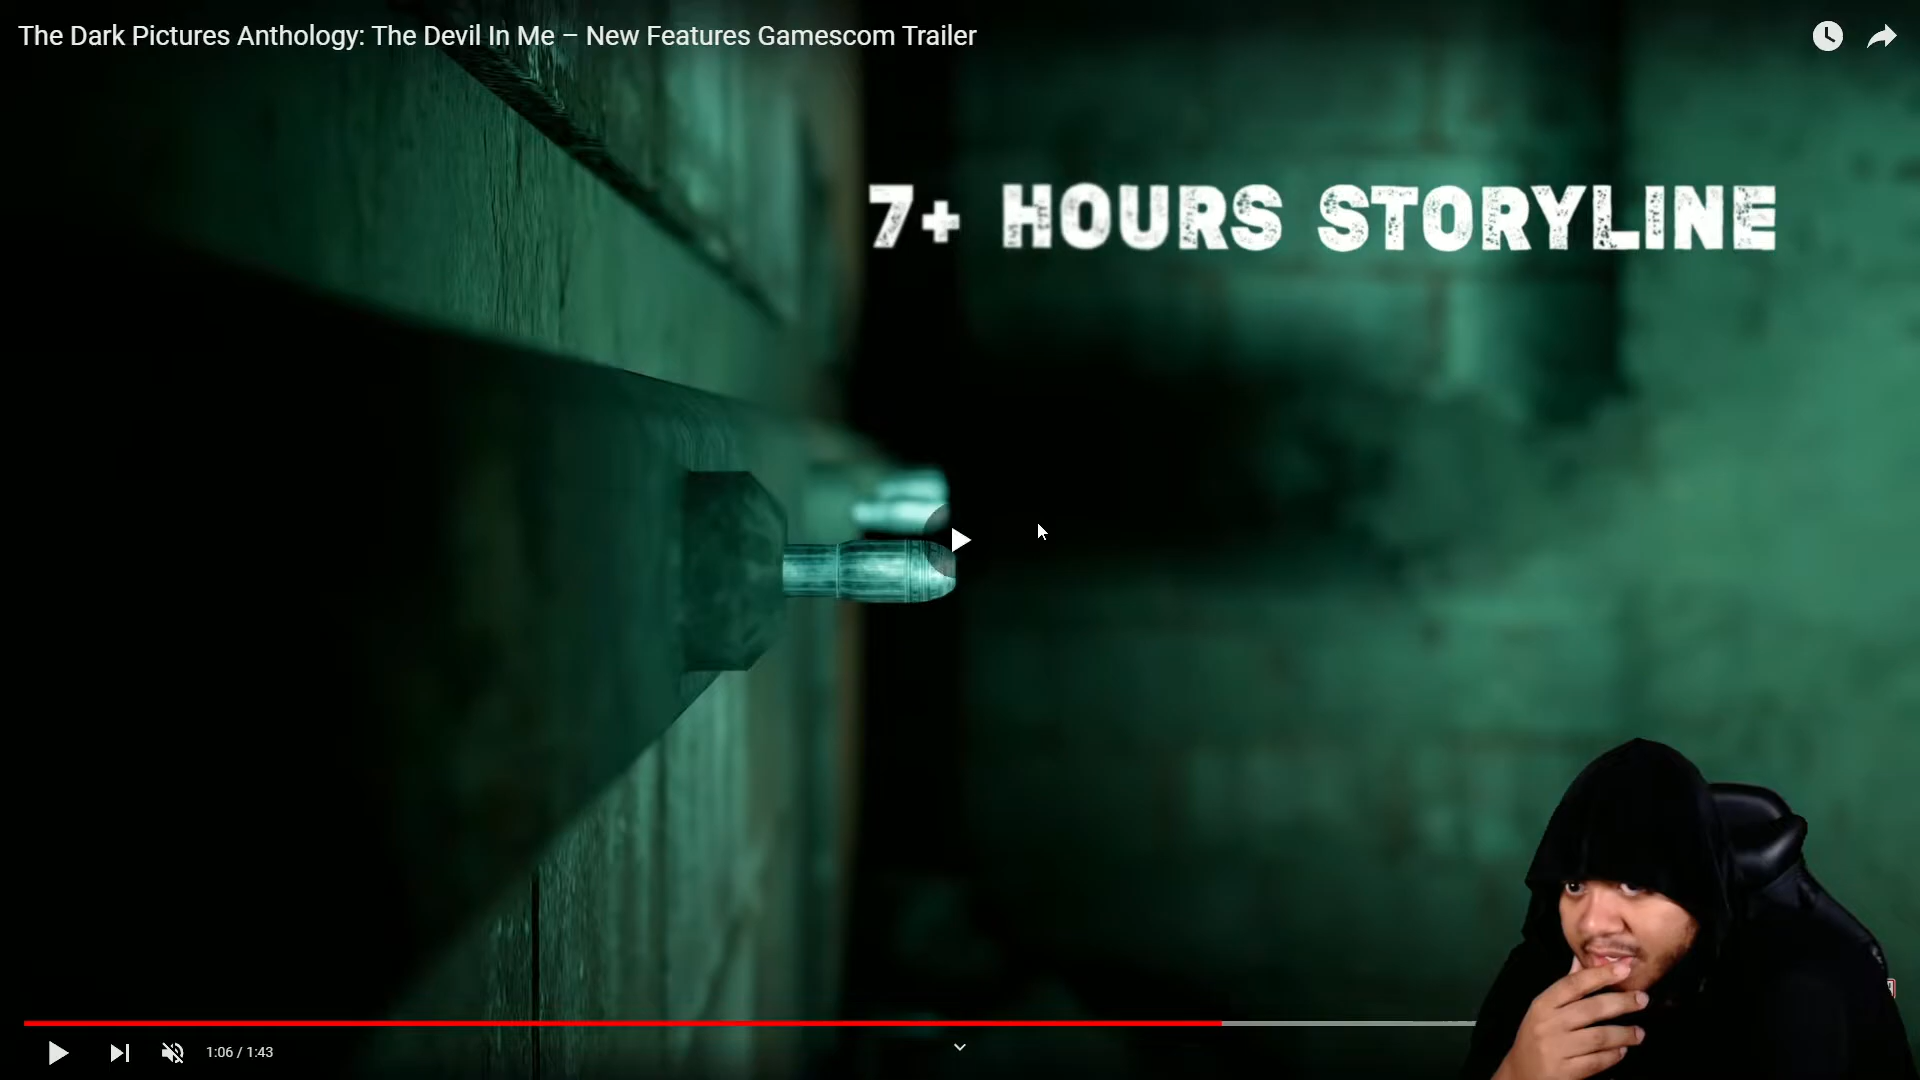 The Dark Pictures Anthology: The Devil In Me – New Features Gamescom Trailer
7+ HOURS STORYLINE
1:06 / 1:43